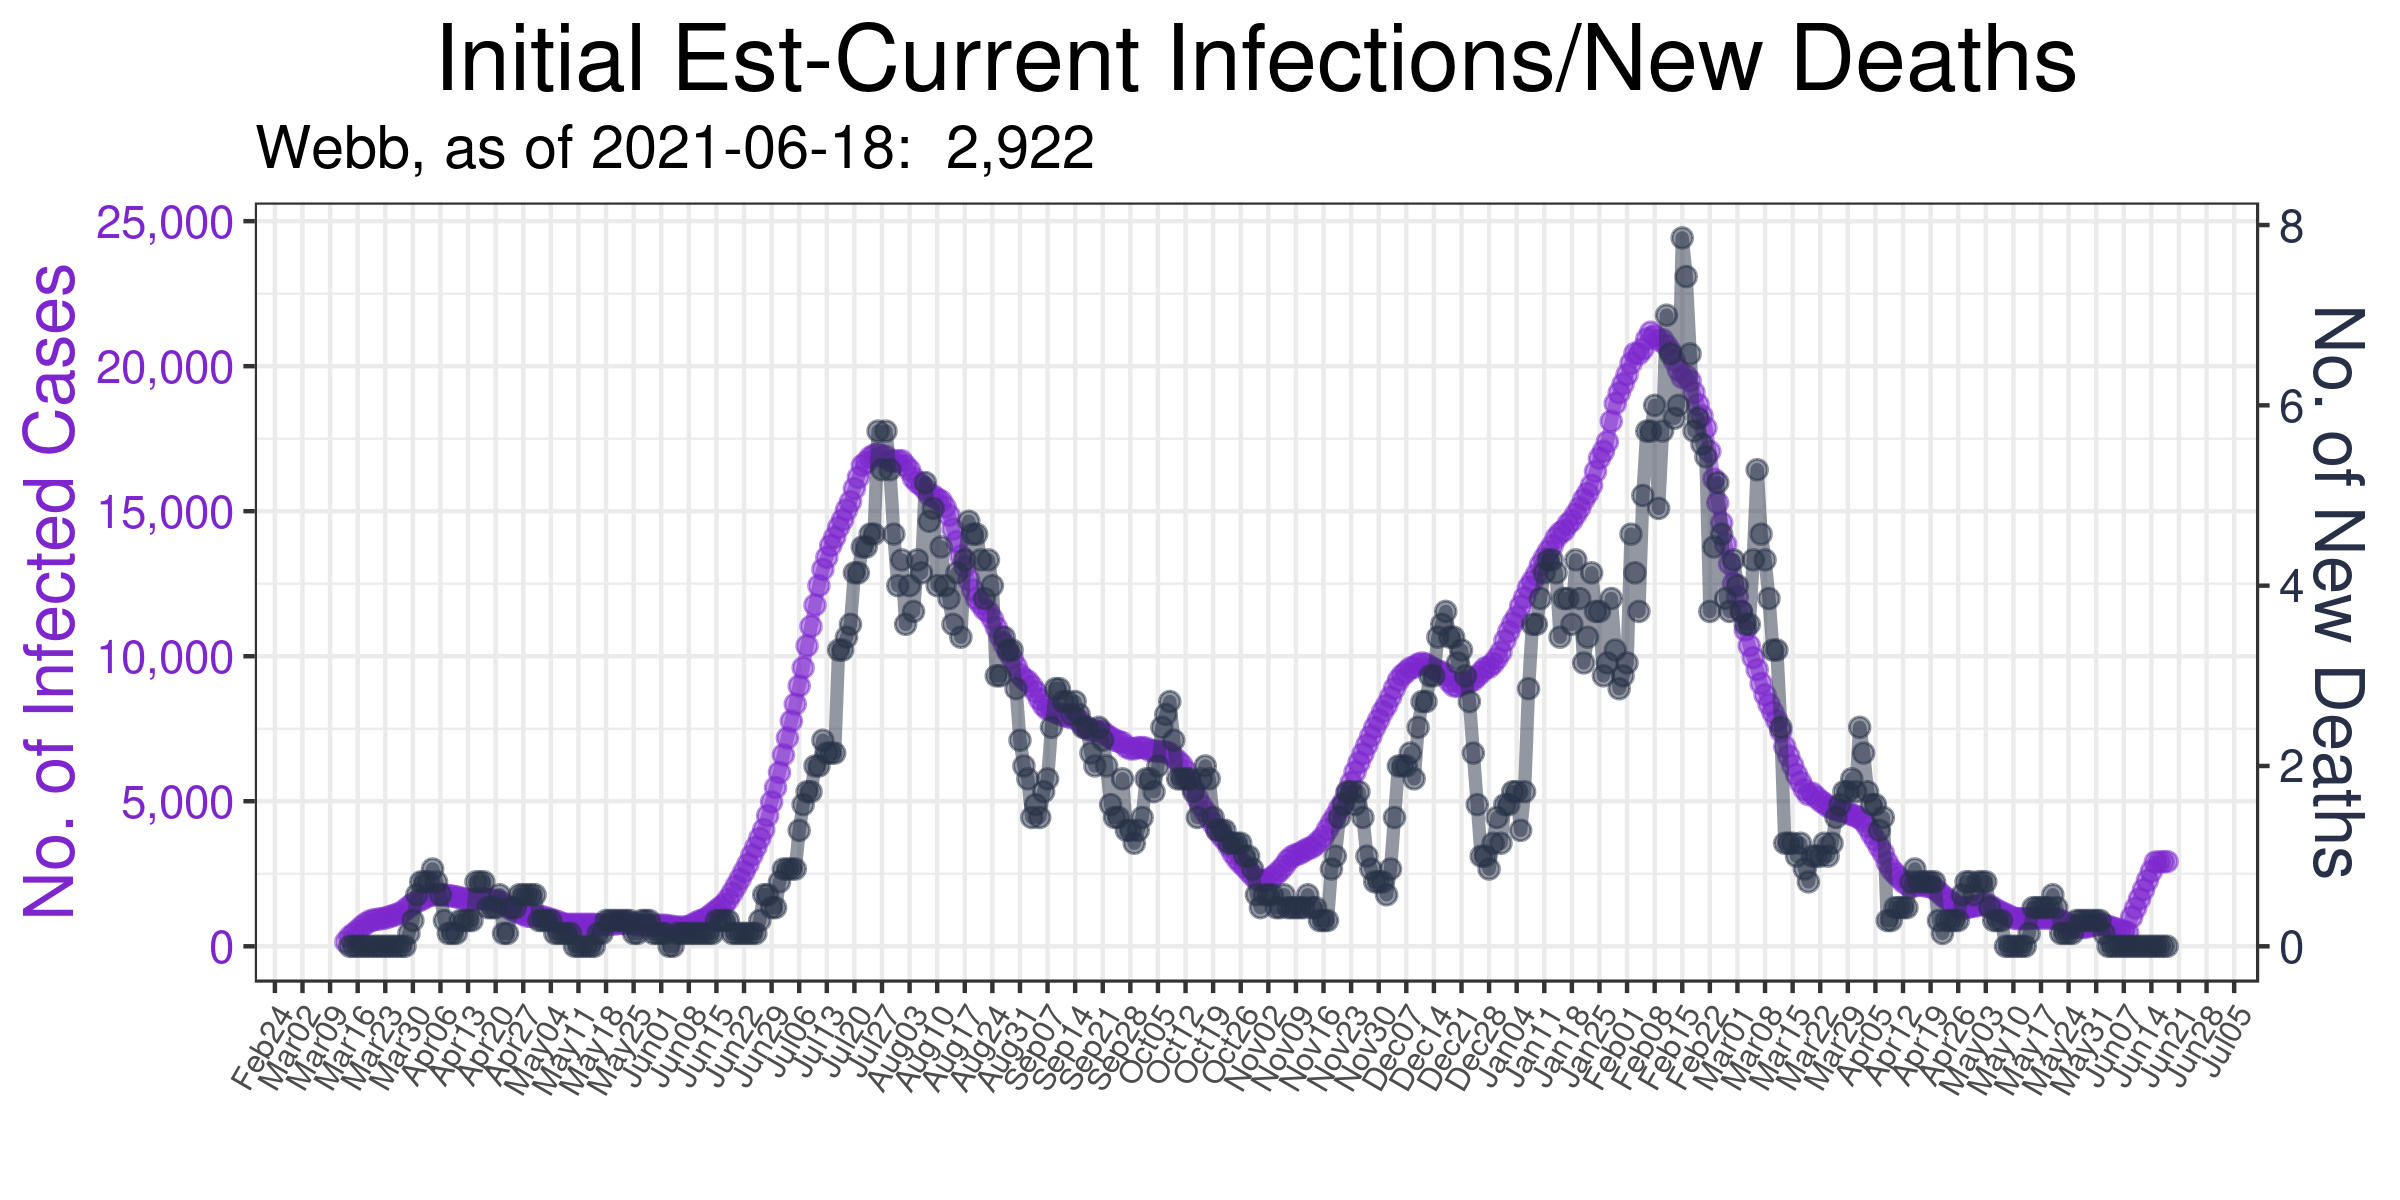 Initial Est-Current Infections/New Deaths
Webb, as of 2021-06-18:  2,922
No. of Infected Cases
25,000
20,000
15,000
10,000
5,000
0
8
6
4
2
0
No. of New Deaths
Feb24
Mar02
Mar09
Mar16
Mar23
Mar30
Apr06
Apr13
Apr20
Apr27
May04
May11
May18
May25
Jun01
Jun08
Jun15
Jun22
Jun29
Jul06
Jul13
Jul20
Jul27
Aug03
Aug10
Aug17
Aug24
Aug31
Sep07
Sep14
Sep21
Sep28
Oct05
Oct12
Oct19
Oct26
Nov02
Nov09
Nov16
Nov23
Nov30
Dec07
Dec14
Dec21
Dec28
Jan04
Jan11
Jan18
Jan25
Feb01
Feb08
Feb15
Feb22
Mar01
Mar08
Mar15
Mar22
Mar29
Apr05
Apr12
Apr19
Apr26
May03
May10
May17
May24
May31
Jun07
Jun14
Jun21
Jun28
Jul05